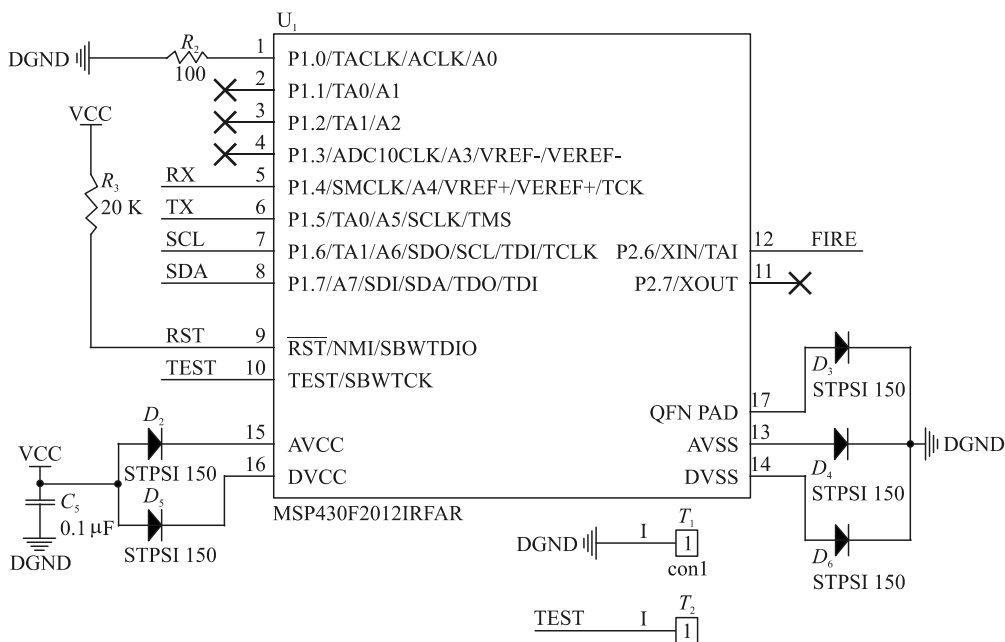 U1
DGND R2 1 P1.0/TACLK/ACLK/A0
100
2 P1.1/TA0/A1
VCC
3 P1.2/TA1/A2
4 P1.3/ADC10CLK/A3/VREF-/VEREF-
R3 RX 5 P1.4/SMCLK/A4/VREF+/VEREF+/TCK
20 K TX 6 P1.5/TA0/A5/SCLK/TMS
SCL 7 P1.6/TA1/A6/SDO/SCL/TDI/TCLK P2.6/XIN/TAI 12 FIRE
SDA 8 P1.7/A7/SDI/SDA/TDO/TDI P2.7/XOUT 11
RST 9 RST/NMI/SBWTDIO
D3
TEST 10 TEST/SBWTCK
STPSI 150
QFN PAD 17
D2
VCC 15 AVCC AVSS 13 DGND
STPSI 150 16 DVCC DVSS 14 D4
STPSI 150
C5 D5
0.1 μF
MSP430F2012IRFAR
DGND STPSI 150
DGND I T1 1
con1
D6
STPSI 150
TEST I T2 1